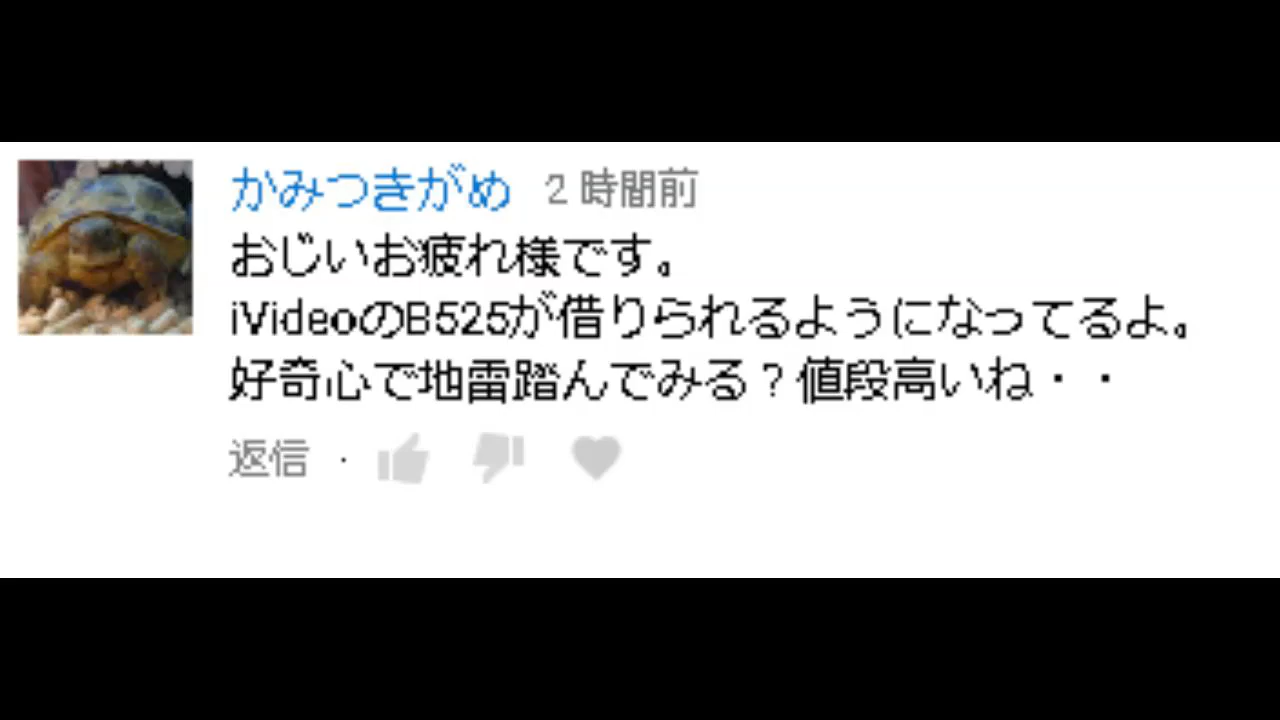 かみつきがめ 2 時間前
おじいお疲れ様です。
iVideoのB525が借りられるようになってるよ。
好奇心で地雷踏んでみる？値段高いね・・
返信 ·